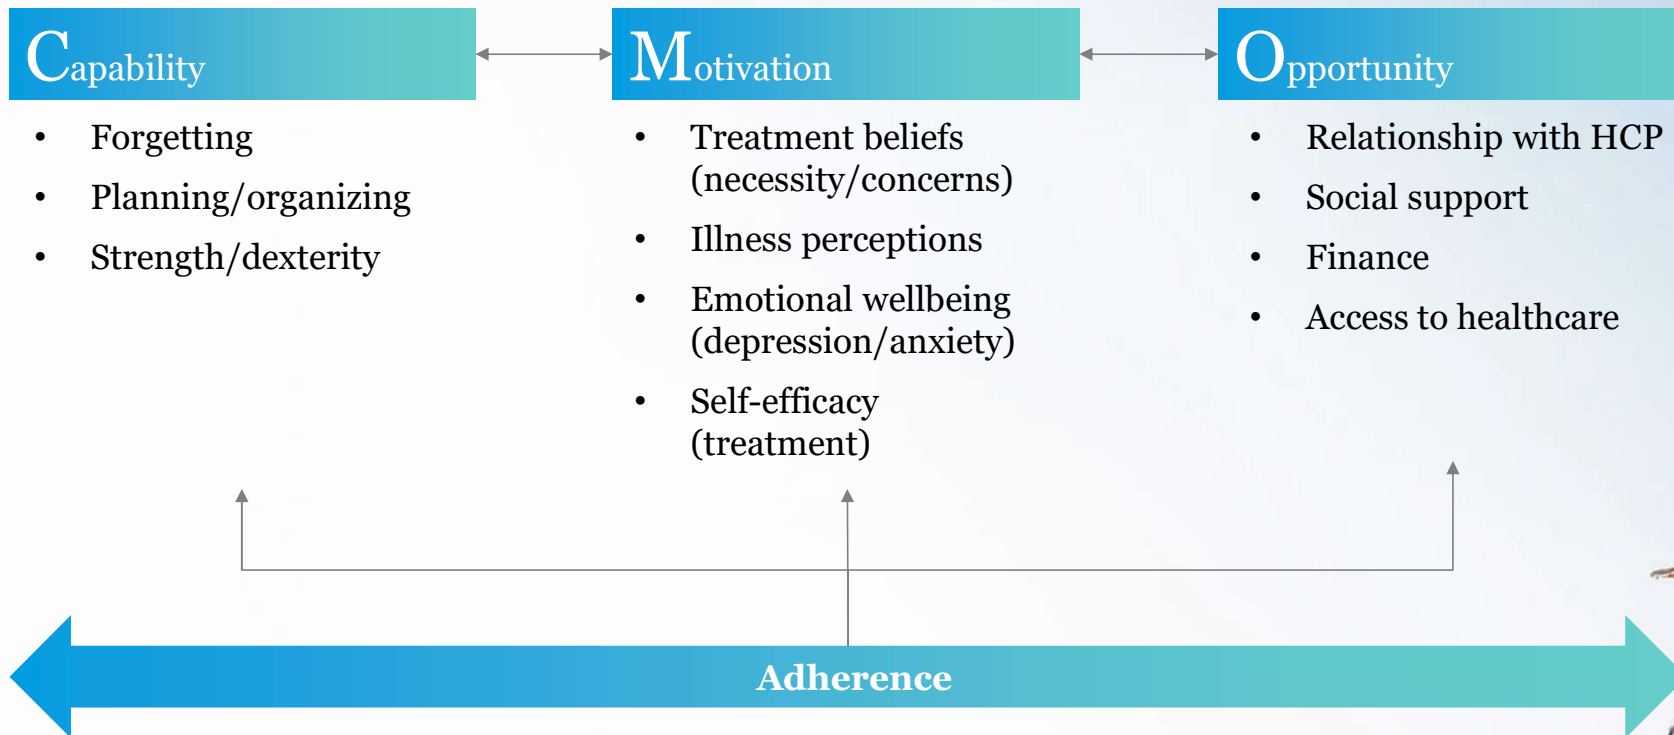 Capability
• Forgetting
• Planning/organizing
• Strength/dexterity
Motivation
• Treatment beliefs
(necessity/concerns)
• Illness perceptions
• Emotional wellbeing
(depression/anxiety)
• Self-efficacy
(treatment)
Opportunity
• Relationship with HCP
• Social support
• Finance
• Access to healthcare
Adherence